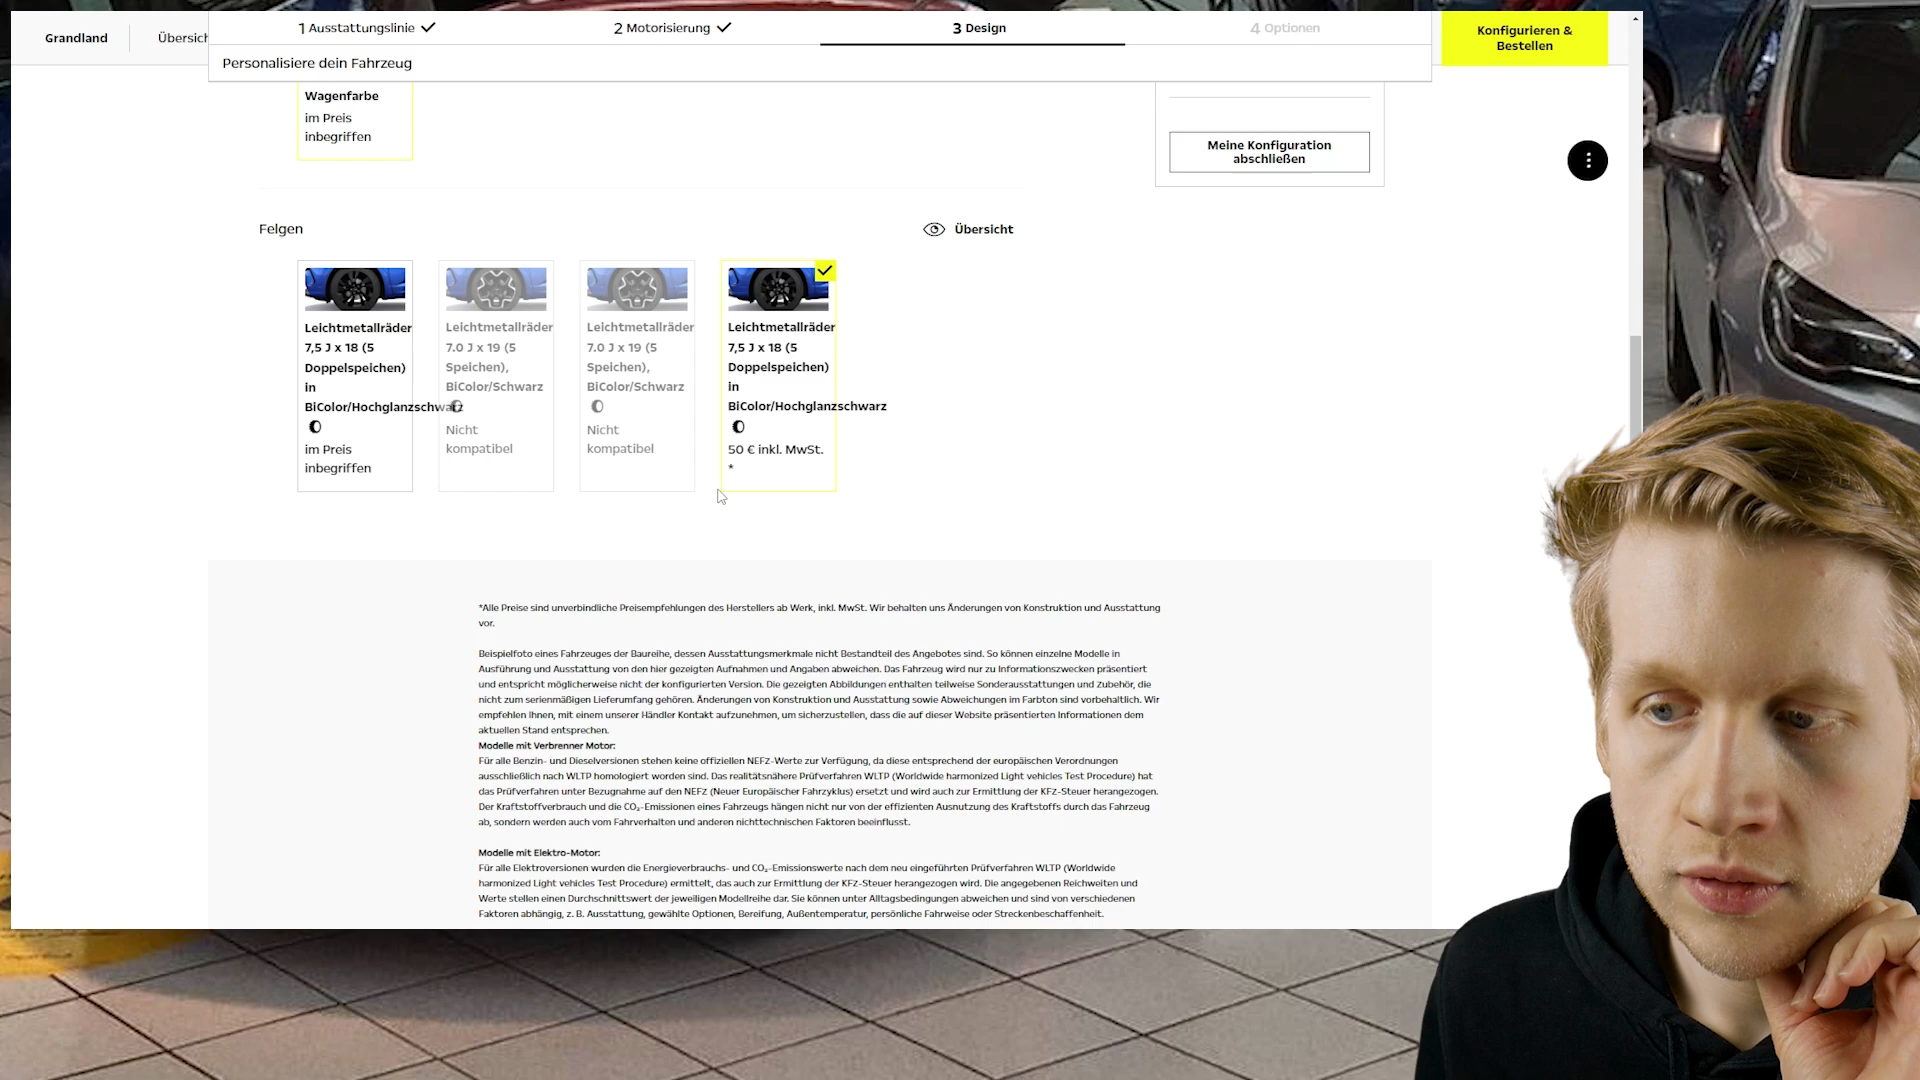 Grandland
Übersich
1 Ausstattungslinie
2 Motorisierung
3 Design
4 Optionen
Konfigurieren &
Bestellen
Personalisiere dein Fahrzeug
Wagenfarbe
im Preis
inbegriffen
Meine Konfiguration
abschließen
Felgen
Übersicht
Leichtmetallräder
7,5 J x 18 (5
Doppelspeichen)
in
BiColor/Hochglanzschwarz
im Preis
inbegriffen
Leichtmetallräder
7.0 J x 19 (5
Speichen),
BiColor/Schwarz
Nicht
kompatibel
Leichtmetallräder
7.0 J x 19 (5
Speichen),
BiColor/Schwarz
Nicht
kompatibel
Leichtmetallräder
7,5 J x 18 (5
Doppelspeichen)
in
BiColor/Hochglanzschwarz
50 € inkl. MwSt.
*
*Alle Preise sind unverbindliche Preisempfehlungen des Herstellers ab Werk, inkl. MwSt. Wir behalten uns Änderungen von Konstruktion und Ausstattung
vor.
Beispielfoto eines Fahrzeuges der Baureihe, dessen Ausstattungsmerkmale nicht Bestandteil des Angebotes sind. So können einzelne Modelle in
Ausführung und Ausstattung von den hier gezeigten Aufnahmen und Angaben abweichen. Das Fahrzeug wird nur zu Informationszwecken präsentiert
und entspricht möglicherweise nicht der konfigurierten Version. Die gezeigten Abbildungen enthalten teilweise Sonderausstattungen und Zubehör, die
nicht zum serienmäßigen Lieferumfang gehören. Änderungen von Konstruktion und Ausstattung sowie Abweichungen im Farbton sind vorbehaltlich. Wir
empfehlen Ihnen, mit einem unserer Händler Kontakt aufzunehmen, um sicherzustellen, dass die auf dieser Website präsentierten Informationen dem
aktuellen Stand entsprechen.
Modelle mit Verbrenner Motor:
Für alle Benzin- und Dieselversionen stehen keine offiziellen NEFZ-Werte zur Verfügung, da diese entsprechend der europäischen Verordnungen
ausschließlich nach WLTP homologiert worden sind. Das realitätsnähere Prüfverfahren WLTP (Worldwide harmonized Light vehicles Test Procedure) hat
das Prüfverfahren unter Bezugnahme auf den NEFZ (Neuer Europäischer Fahrzyklus) ersetzt und wird auch zur Ermittlung der KFZ-Steuer herangezogen.
Der Kraftstoffverbrauch und die CO₂-Emissionen eines Fahrzeugs hängen nicht nur von der effizienten Ausnutzung des Kraftstoffs durch das Fahrzeug
ab, sondern werden auch vom Fahrverhalten und anderen nichttechnischen Faktoren beeinflusst.
Modelle mit Elektro-Motor:
Für alle Elektroversionen wurden die Energieverbrauchs- und CO₂-Emissionswerte nach dem neu eingeführten Prüfverfahren WLTP (Worldwide
harmonized Light vehicles Test Procedure) ermittelt, das auch zur Ermittlung der KFZ-Steuer herangezogen wird. Die angegebenen Reichweiten und
Werte stellen einen Durchschnittswert der jeweiligen Modellreihe dar. Sie können unter Alltagsbedingungen abweichen und sind von verschiedenen
Faktoren abhängig, z. B. Ausstattung, gewählte Optionen, Bereifung, Außentemperatur, persönliche Fahrweise oder Streckenbeschaffenheit.